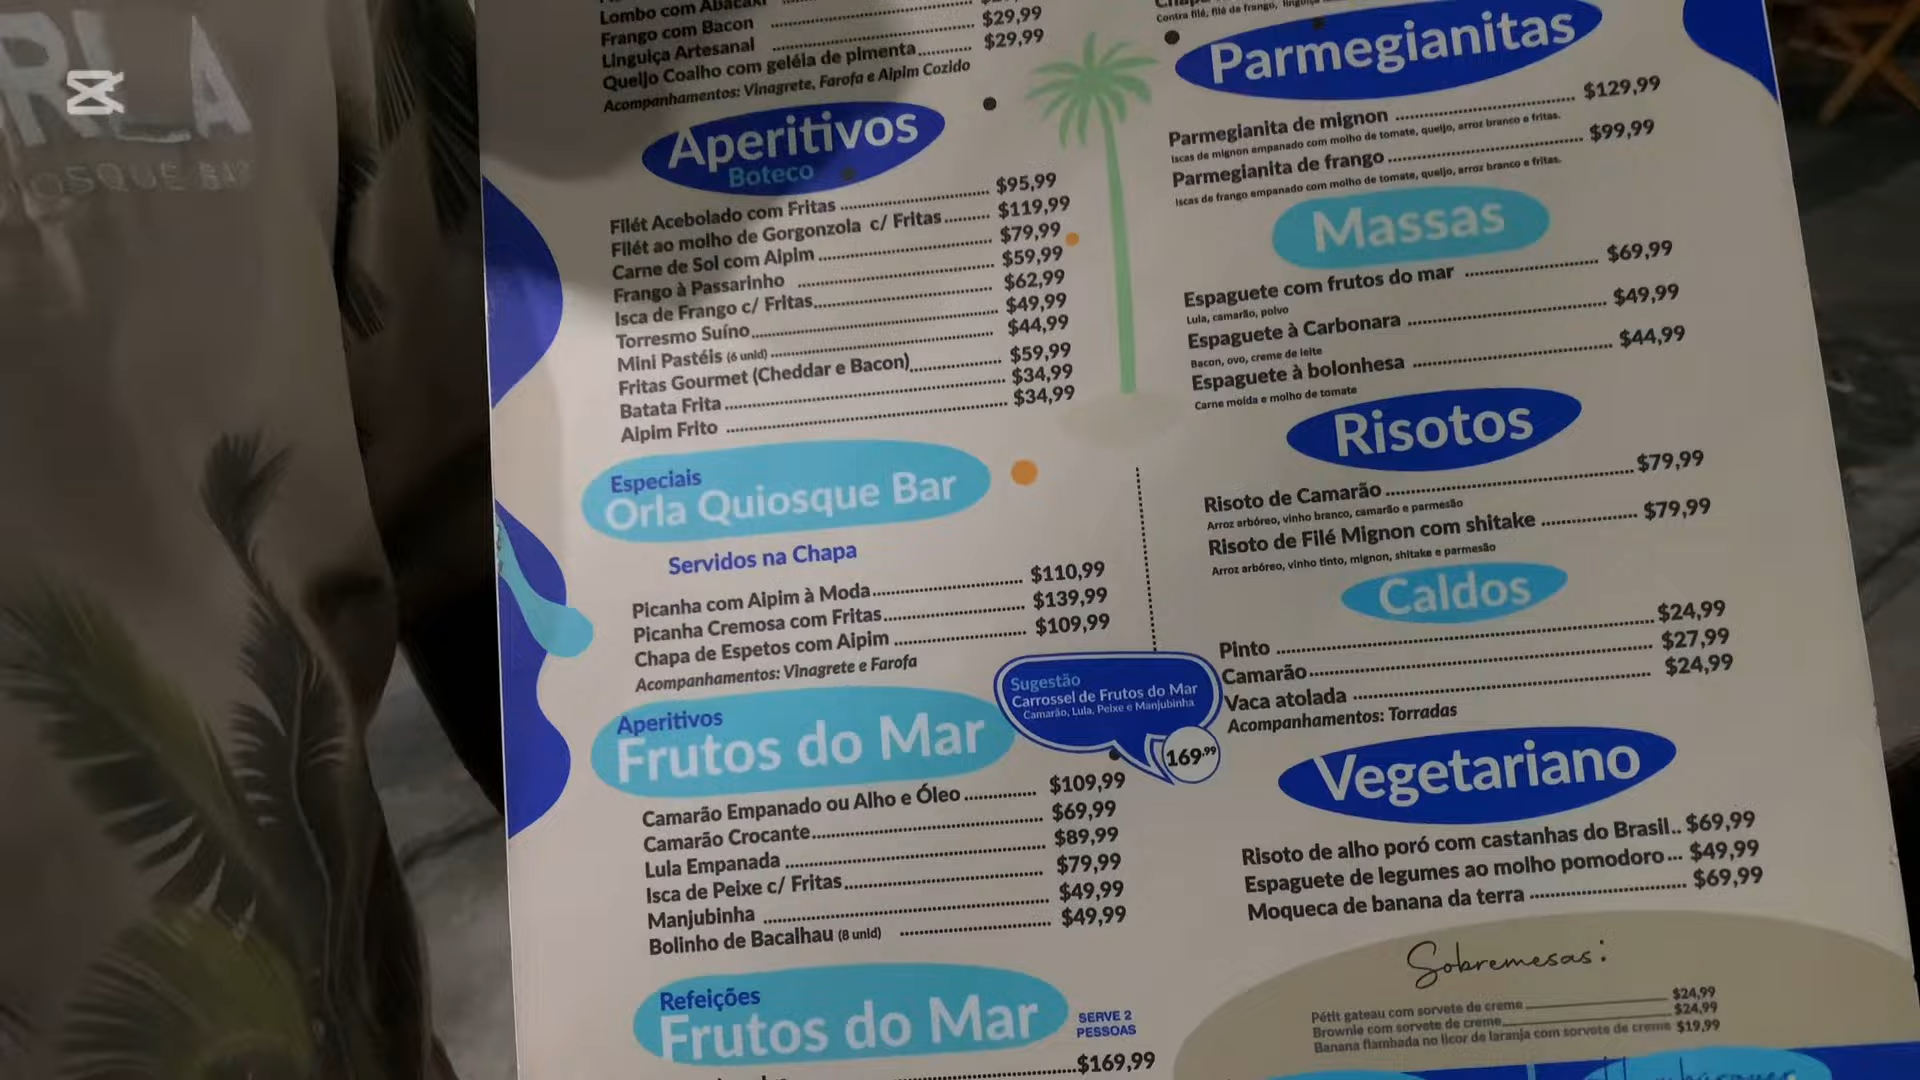 RLA
IOSQUE BAR
Lombo com Abacaxi
Frango com Bacon
Linguiça Artesanal $29,99
Queijo Coalho com geléia de pimenta $29,99
Acompanhamentos: Vinagrete, Farofa e Aipim Cozido
Aperitivos
Boteco
Filét Acebolado com Fritas $95,99
Filét ao molho de Gorgonzola c/ Fritas $119,99
Carne de Sol com Aipim $79,99
Frango à Passarinho $59,99
Isca de Frango c/ Fritas $62,99
Torresmo Suíno $49,99
Mini Pastéis (6 unid) $44,99
Fritas Gourmet (Cheddar e Bacon) $59,99
Batata Frita $34,99
Aipim Frito $34,99
Especiais
Orla Quiosque Bar
Servidos na Chapa
Picanha com Aipim à Moda $110,99
Picanha Cremosa com Fritas $139,99
Chapa de Espetos com Aipim $109,99
Acompanhamentos: Vinagrete e Farofa
Sugestão
Carrossel de Frutos do Mar
Camarão, Lula, Peixe e Manjubinha
169,99
Aperitivos
Frutos do Mar
Camarão Empanado ou Alho e Óleo $109,99
Camarão Crocante $69,99
Lula Empanada $89,99
Isca de Peixe c/ Fritas $79,99
Manjubinha $49,99
Bolinho de Bacalhau (8 unid) $49,99
Refeições
Frutos do Mar
SERVE 2
PESSOAS
$169,99
Contra filé, filé de frango, linguiça
Parmegianitas
Parmegianita de mignon $129,99
Iscas de mignon empanado com molho de tomate, queijo, arroz branco e fritas.
Parmegianita de frango $99,99
Iscas de frango empanado com molho de tomate, queijo, arroz branco e fritas.
Massas
Espaguete com frutos do mar $69,99
Lula, camarão, polvo
Espaguete à Carbonara $49,99
Bacon, ovo, creme de leite
Espaguete à bolonhesa $44,99
Carne moída e molho de tomate
Risotos
Risoto de Camarão $79,99
Arroz arbóreo, vinho branco, camarão e parmesão
Risoto de Filé Mignon com shitake $79,99
Arroz arbóreo, vinho tinto, mignon, shitake e parmesão
Caldos
Pinto $24,99
Camarão $27,99
Vaca atolada $24,99
Acompanhamentos: Torradas
Vegetariano
Risoto de alho poró com castanhas do Brasil.. $69,99
Espaguete de legumes ao molho pomodoro... $49,99
Moqueca de banana da terra $69,99
Sobremesas:
Pétit gateau com sorvete de creme $24,99
Brownie com sorvete de creme $24,99
Banana flambada no licor de laranja com sorvete de creme $19,99